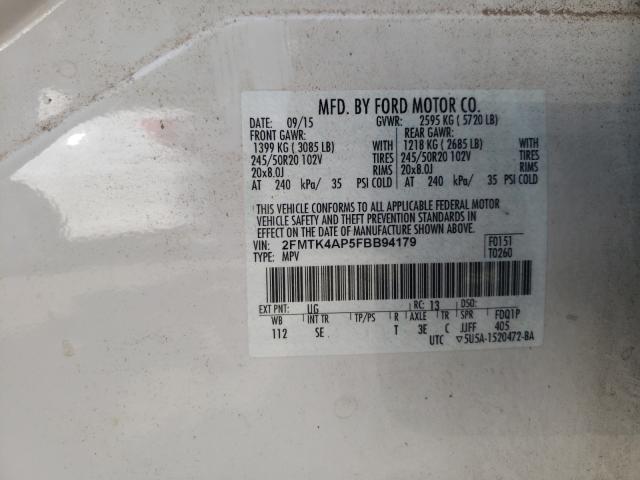 MFD. BY FORD MOTOR CO.
DATE: 09/15 GVWR: 2595 KG ( 5720 LB)
FRONT GAWR: REAR GAWR:
1399 KG ( 3085 LB) WITH 1218 KG ( 2685 LB) WITH
245/50R20 102V TIRES 245/50R20 102V TIRES
20x8.0J RIMS 20x8.0J RIMS
AT 240 kPa/ 35 PSI COLD AT 240 kPa/ 35 PSI COLD
THIS VEHICLE CONFORMS TO ALL APPLICABLE FEDERAL MOTOR
VEHICLE SAFETY AND THEFT PREVENTION STANDARDS IN
EFFECT ON THE DATE OF MANUFACTURE SHOWN ABOVE.
VIN: 2FMTK4AP5FBB94179 F0151
TYPE: MPV T0260
EXT PNT: UG RC: 13 DSO:
WB INT TR TP/PS R AXLE TR SPR FDQ1P
112 SE T 3E C JJFF 405
UTC ▽5U5A-1520472-BA